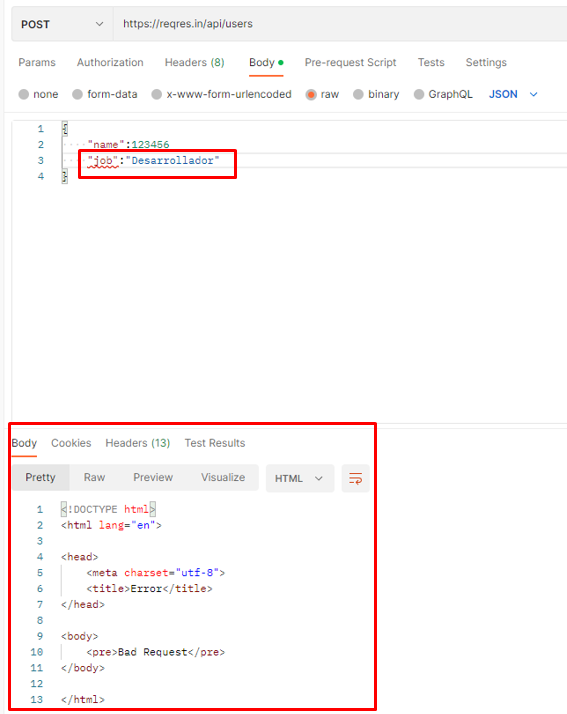 POST https://reqres.in/api/users
Params Authorization Headers (8) Body Pre-request Script Tests Settings
none form-data x-www-form-urlencoded raw binary GraphQL JSON
1 {
2 "name":123456
3 "job":"Desarrollador"
4 }
Body Cookies Headers (13) Test Results
Pretty Raw Preview Visualize HTML
1 <!DOCTYPE html>
2 <html lang="en">
3
4 <head>
5 <meta charset="utf-8">
6 <title>Error</title>
7 </head>
8
9 <body>
10 <pre>Bad Request</pre>
11 </body>
12
13 </html>